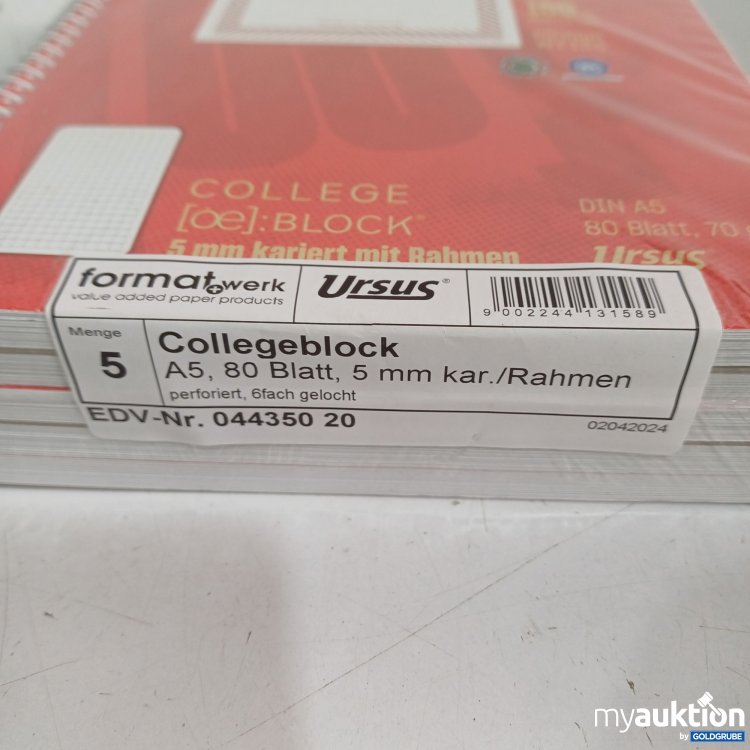 COLLEGE
[oe]:BLOCK
5 mm kariert mit Rahmen
DIN A5
80 Blatt, 70
Ursus
format werk
value added paper products
Ursus®
9 002244 131589
Menge
5
Collegeblock
A5, 80 Blatt, 5 mm kar./Rahmen
perforiert, 6fach gelocht
EDV-Nr. 044350 20
02042024
myauktion
by GOLDGRUBE